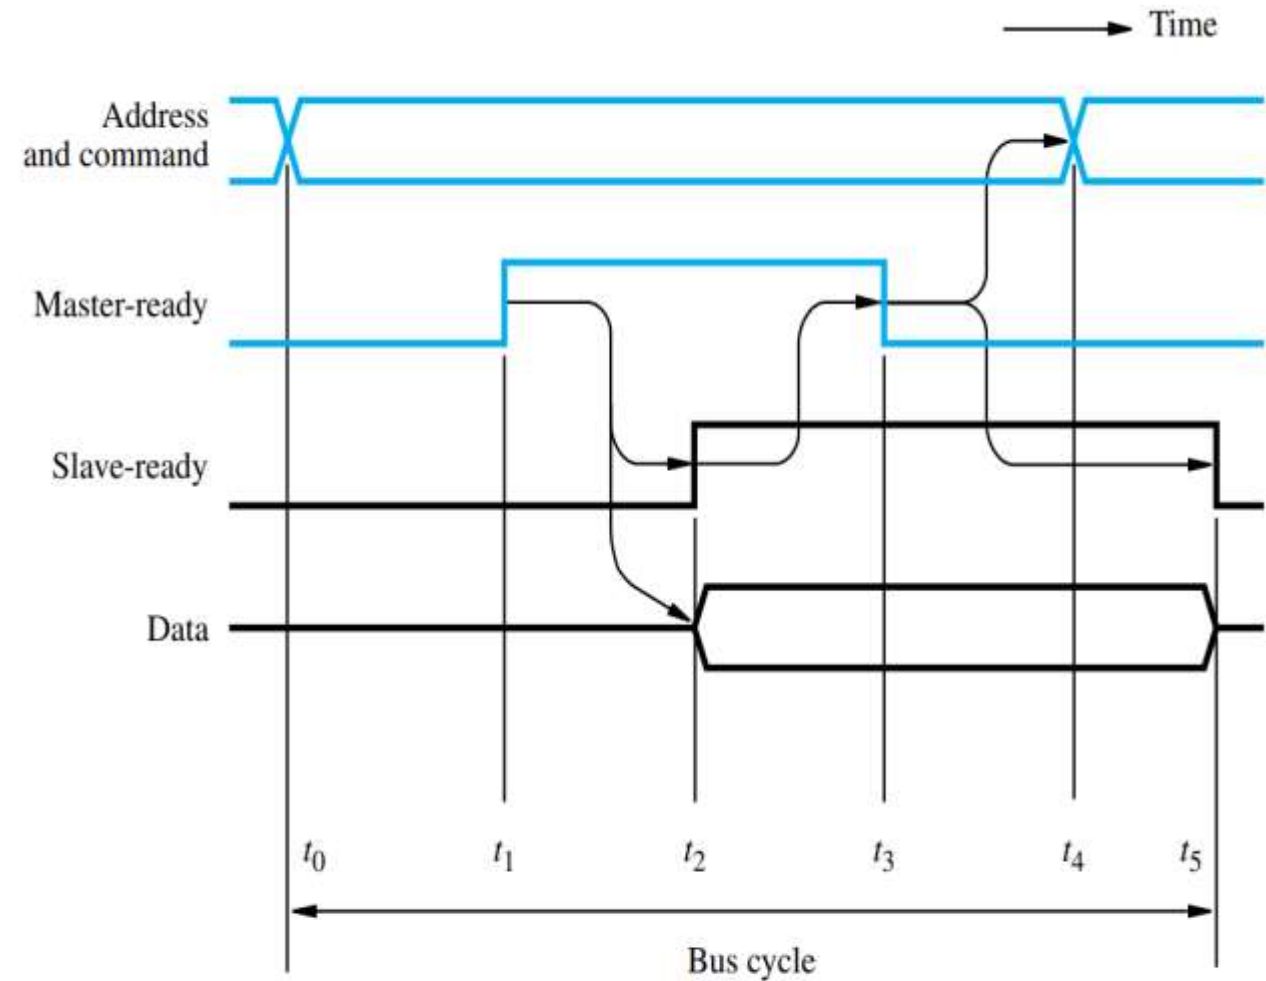 Time
Address
and command
Master-ready
Slave-ready
Data
t0 t1 t2 t3 t4 t5
Bus cycle